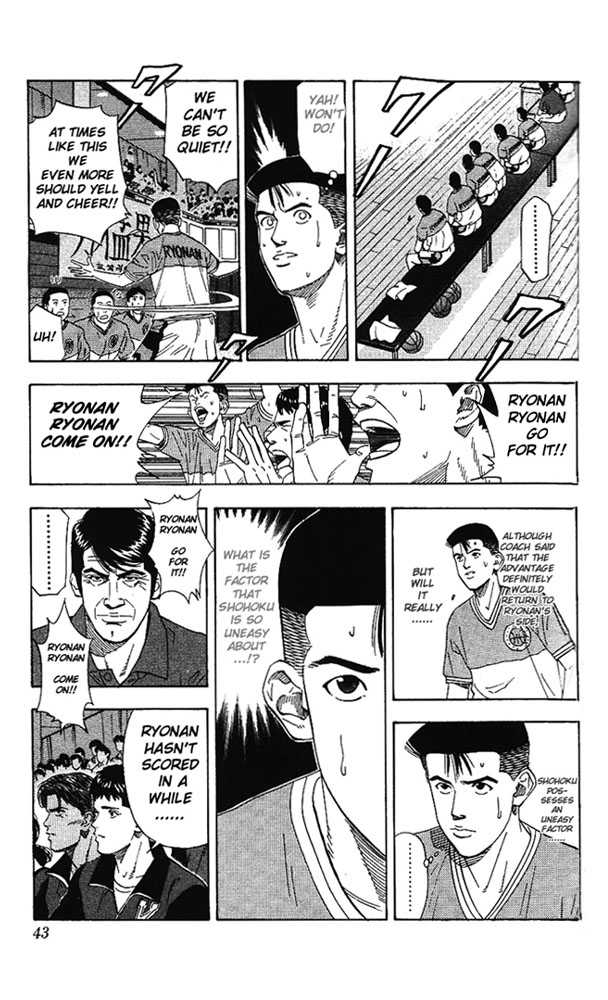 .........
YAH!
WON'T
DO!
WE
CAN'T
BE SO
QUIET!!
AT TIMES
LIKE THIS
WE
EVEN MORE
SHOULD YELL
AND CHEER!!
RYONAN
UH!
RYONAN
RYONAN
GO
FOR IT!!
RYONAN
RYONAN
COME ON!!
ALTHOUGH
COACH SAID
THAT THE
ADVANTAGE
DEFINITELY
WOULD
RETURN TO
RYONAN'S
SIDE,
BUT
WILL
IT
REALLY
......
SHOHOKU
POS-
SESSES
AN
UNEASY
FACTOR
......
WHAT IS
THE
FACTOR
THAT
SHOHOKU
IS SO
UNEASY
ABOUT
...!?
RYONAN
RYONAN
GO
FOR
IT!!
.........
RYONAN
RYONAN
COME
ON!!
RYONAN
HASN'T
SCORED
IN A
WHILE
......
43